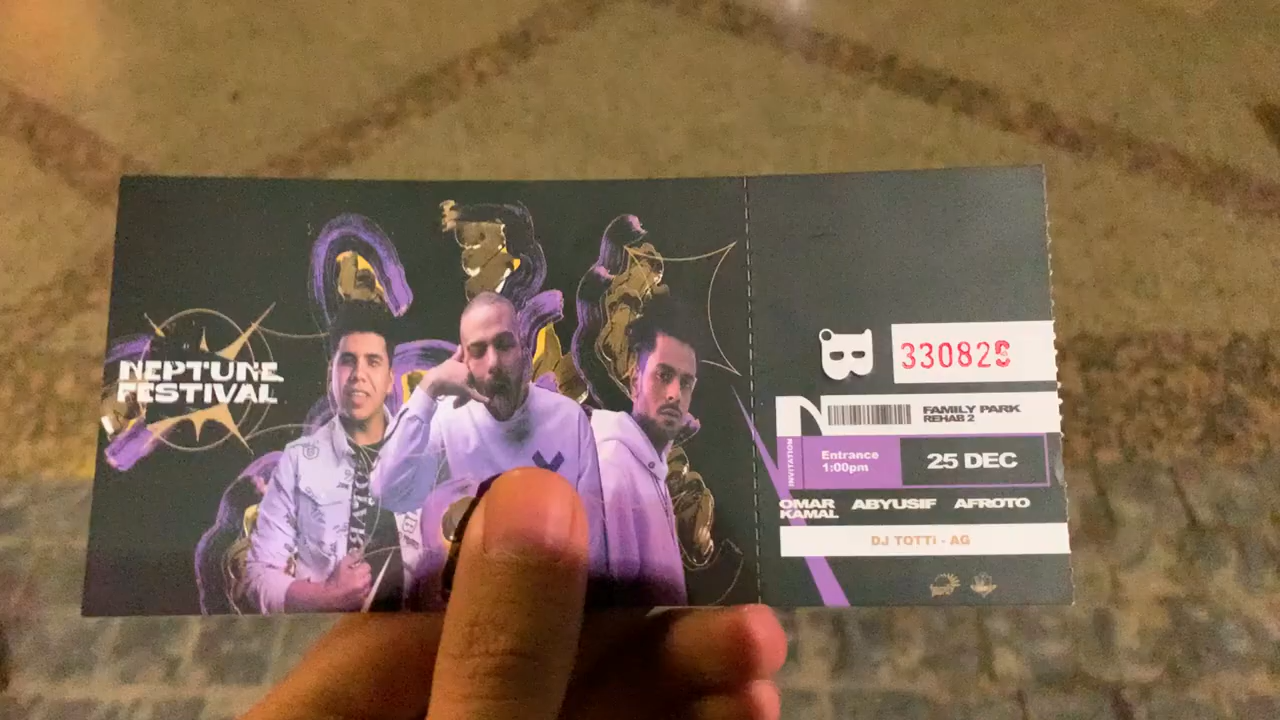 NEPTUNE
FESTIVAL
B
FAMILY PARK
REHAB 2
INVITATION
Entrance
1:00pm
25 DEC
OMAR
KAMAL
ABYUSIF
AFROTO
DJ TOTTI - AG